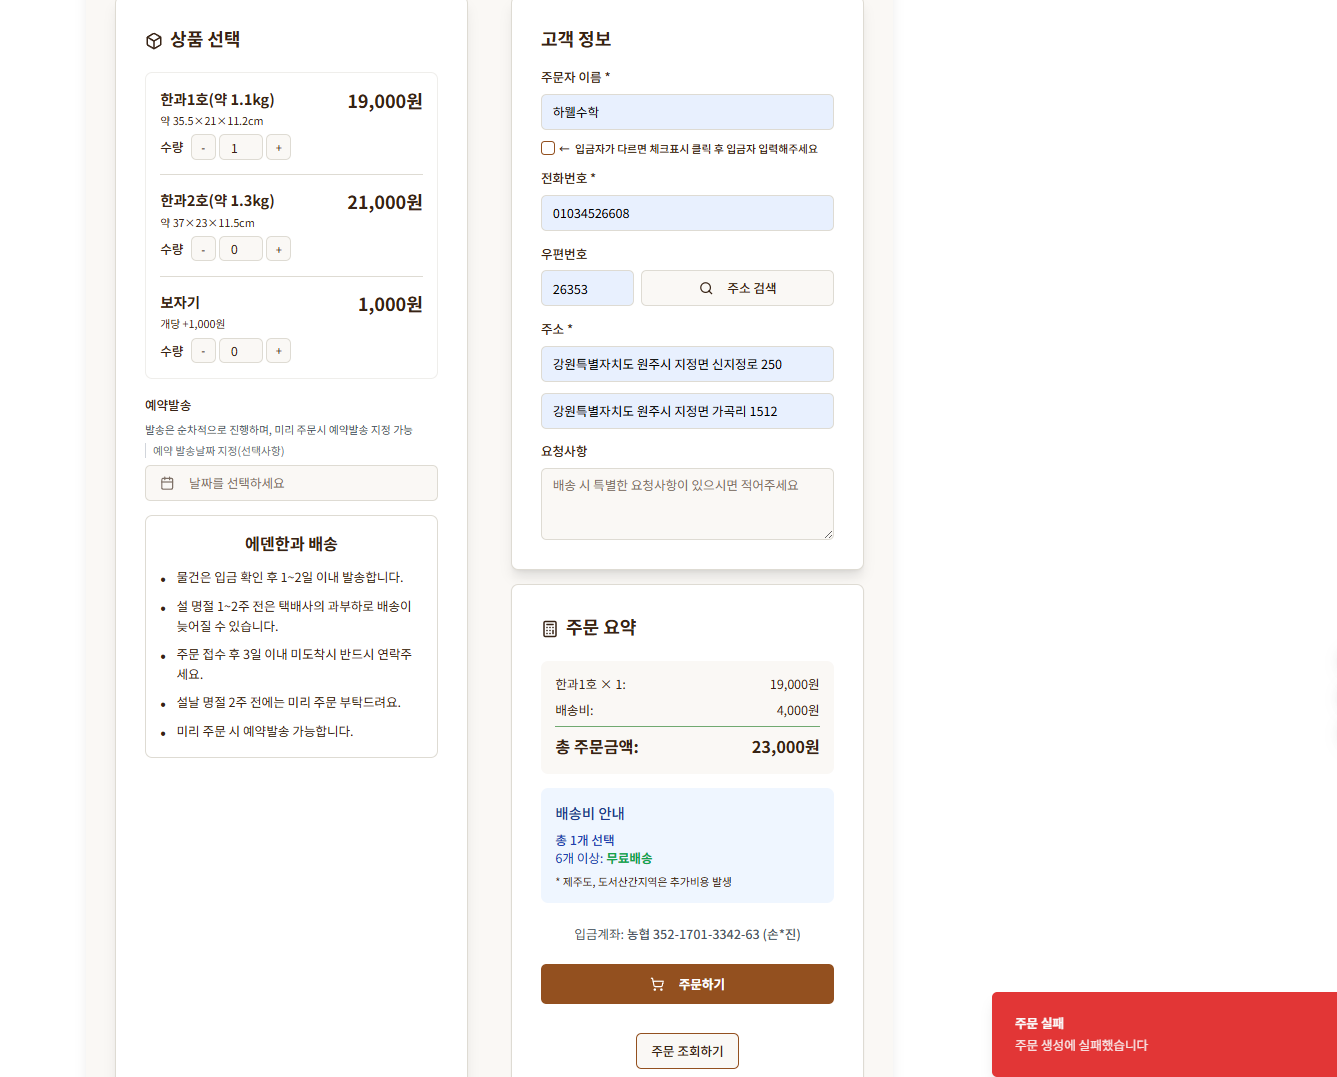 상품 선택
한과1호(약 1.1kg)
19,000원
약 35.5×21×11.2cm
수량 - 1 +
한과2호(약 1.3kg)
21,000원
약 37×23×11.5cm
수량 - 0 +
보자기
1,000원
개당 +1,000원
수량 - 0 +
예약발송
발송은 순차적으로 진행하며, 미리 주문시 예약발송 지정 가능
예약 발송날짜 지정(선택사항)
날짜를 선택하세요
에덴한과 배송
• 물건은 입금 확인 후 1~2일 이내 발송합니다.
• 설 명절 1~2주 전은 택배사의 과부하로 배송이
늦어질 수 있습니다.
• 주문 접수 후 3일 이내 미도착시 반드시 연락주
세요.
• 설날 명절 2주 전에는 미리 주문 부탁드려요.
• 미리 주문 시 예약발송 가능합니다.
고객 정보
주문자 이름 *
하웰수학
← 입금자가 다르면 체크표시 클릭 후 입금자 입력해주세요
전화번호 *
01034526608
우편번호
26353
주소 검색
주소 *
강원특별자치도 원주시 지정면 신지정로 250
강원특별자치도 원주시 지정면 가곡리 1512
요청사항
배송 시 특별한 요청사항이 있으시면 적어주세요
주문 요약
한과1호 × 1:
19,000원
배송비:
4,000원
총 주문금액:
23,000원
배송비 안내
총 1개 선택
6개 이상: 무료배송
* 제주도, 도서산간지역은 추가비용 발생
입금계좌: 농협 352-1701-3342-63 (손*진)
주문하기
주문 조회하기
주문 실패
주문 생성에 실패했습니다